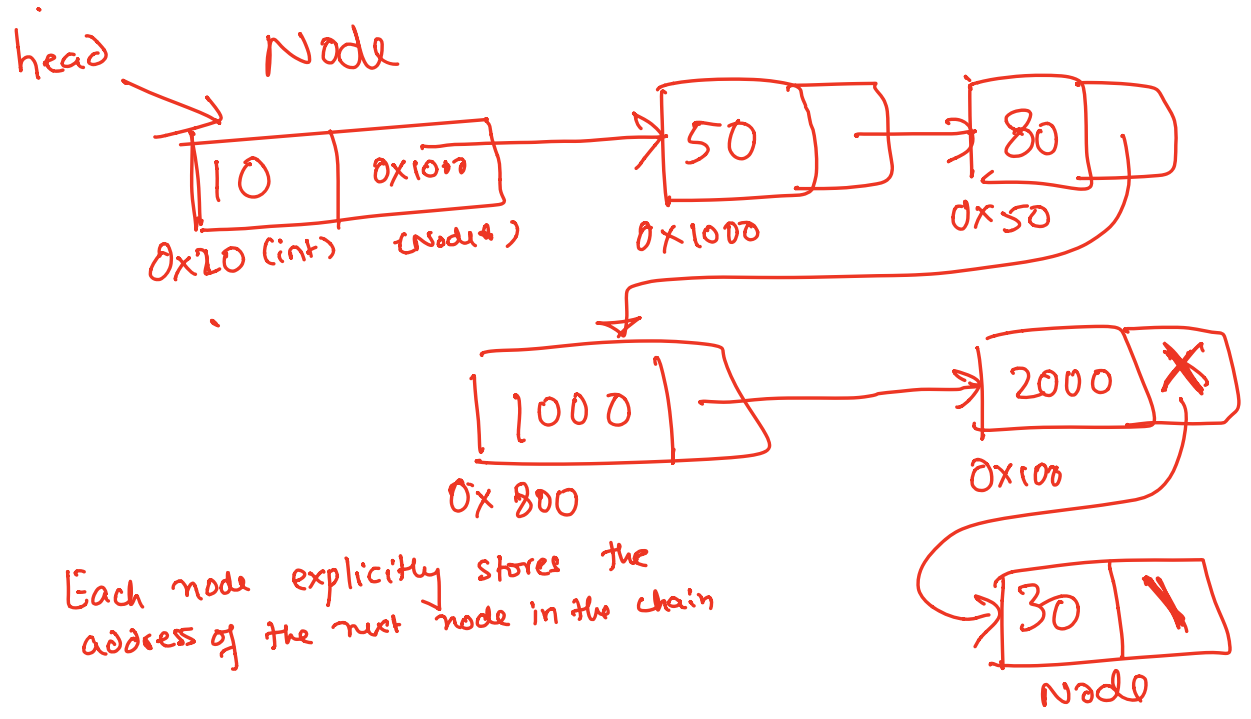 head
Node
10
0x1000
50
80
0x20 (int)
(Node*)
0x1000
0x50
1000
2000
0x800
0x100
Each node explicitly stores the
address of the next node in the chain
30
Node